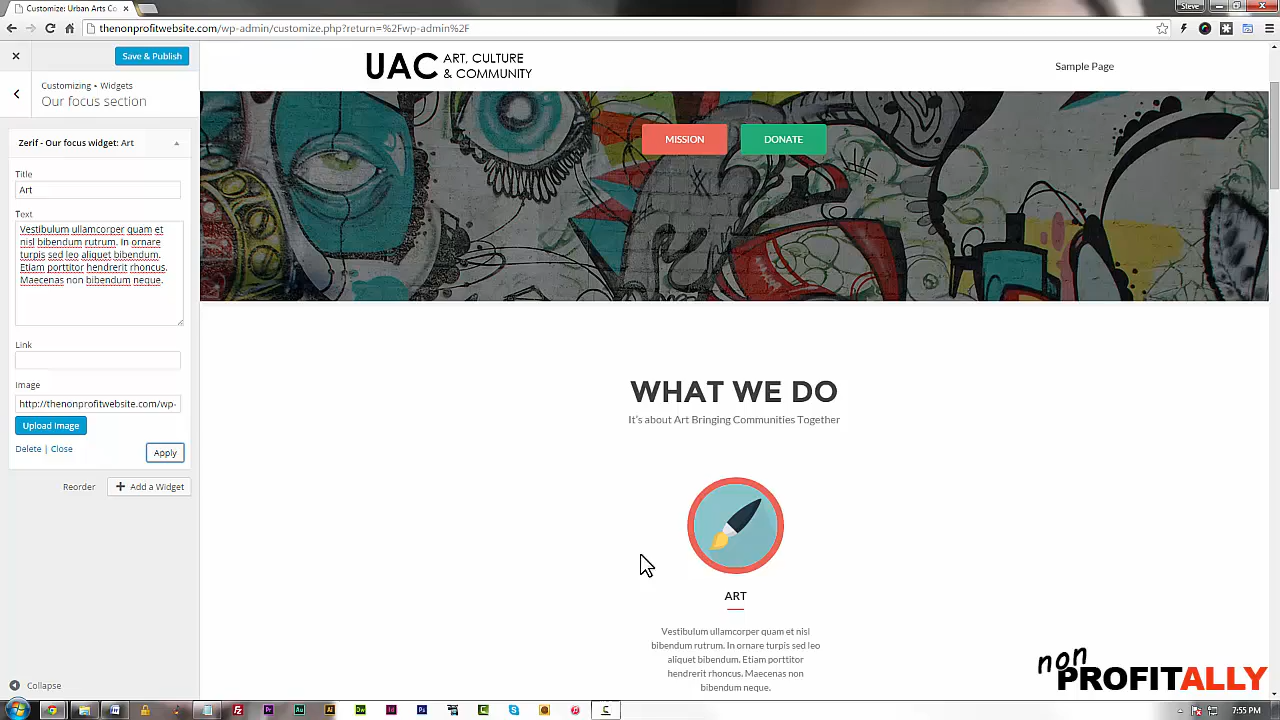 Customize: Urban Arts Co
Steve
thenonprofitwebsite.com/wp-admin/customize.php?return=%2Fwp-admin%2F
Save & Publish
UAC ART, CULTURE
& COMMUNITY
Sample Page
Customizing • Widgets
Our focus section
MISSION
DONATE
Title
Art
Text
Vestibulum ullamcorper quam et
nisl bibendum rutrum. In ornare
turpis sed leo aliquet bibendum.
Etiam porttitor hendrerit rhoncus.
Maecenas non bibendum neque.
Link
Image
http://thenonprofitwebsite.com/wp-
Upload Image
Delete | Close
Apply
Reorder
Add a Widget
WHAT WE DO
It's about Art Bringing Communities Together
ART
Vestibulum ullamcorper quam et nisl
bibendum rutrum. In ornare turpis sed leo
aliquet bibendum. Etiam porttitor
hendrerit rhoncus. Maecenas non
bibendum neque.
non
PROFITALLY
Collapse
7:55 PM